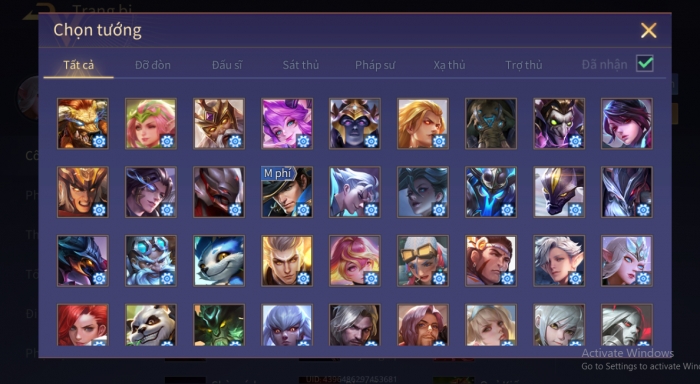 Trang bị
Chọn tướng
Tất cả
Đỡ đòn
Đấu sĩ
Sát thủ
Pháp sư
Xạ thủ
Trợ thủ
Đã nhận
M phí
Activate Windows
Go to Settings to activate Win